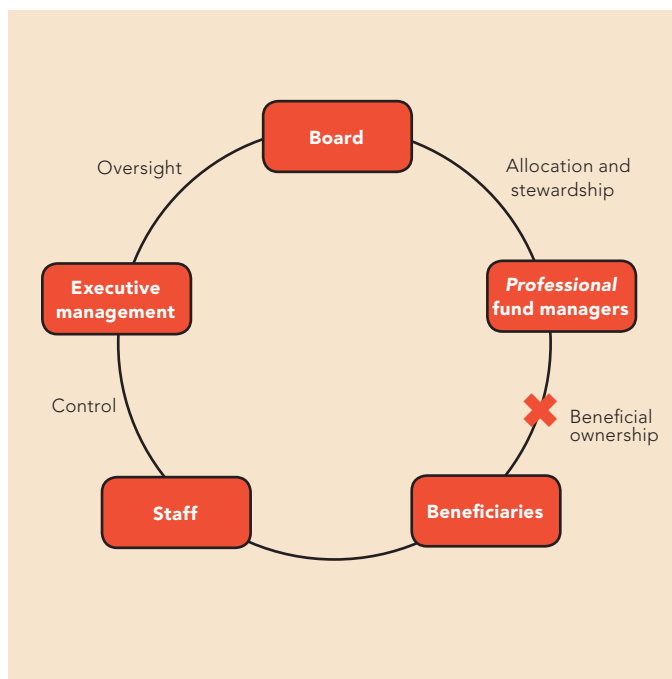 Board
Oversight
Allocation and
stewardship
Executive
management
Professional
fund managers
Control
Beneficial
ownership
Staff
Beneficiaries